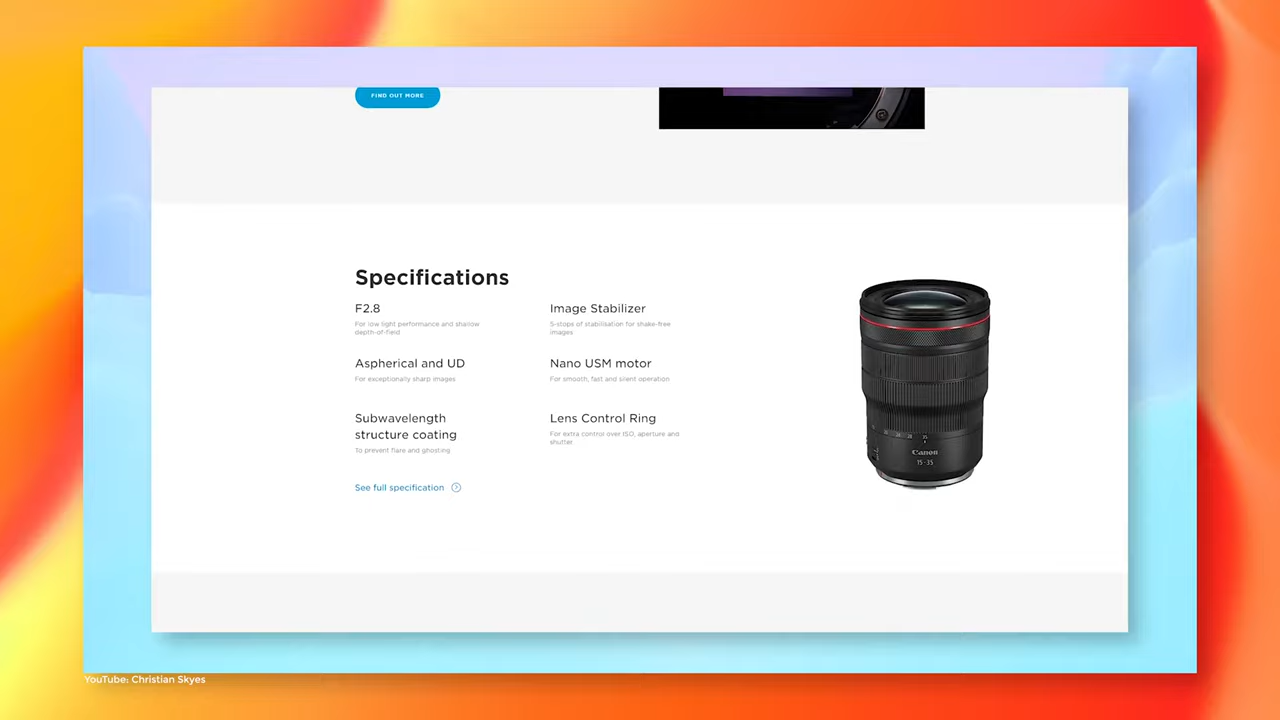 FIND OUT MORE
Specifications
F2.8
For low light performance and shallow
depth-of-field
Image Stabilizer
5-stops of stabilisation for shake-free
images
Aspherical and UD
For exceptionally sharp images
Nano USM motor
For smooth, fast and silent operation
Subwavelength
structure coating
To prevent flare and ghosting
Lens Control Ring
For extra control over ISO, aperture and
shutter
See full specification
Canon
15-35
YouTube: Christian Skyes